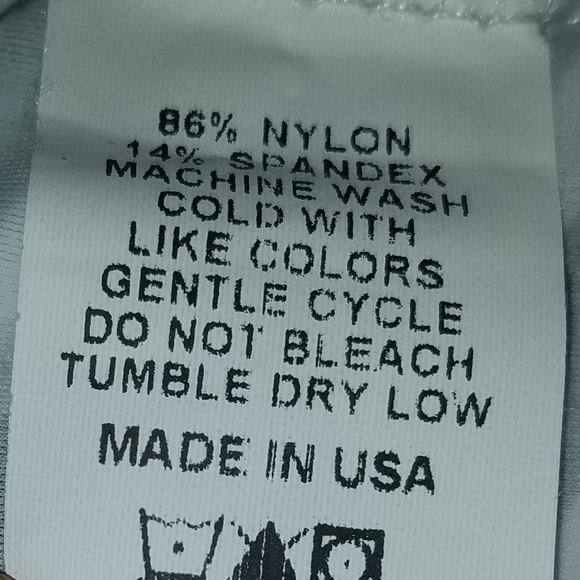 86% NYLON
14% SPANDEX
MACHINE WASH
COLD WITH
LIKE COLORS
GENTLE CYCLE
DO NOT BLEACH
TUMBLE DRY LOW
MADE IN USA